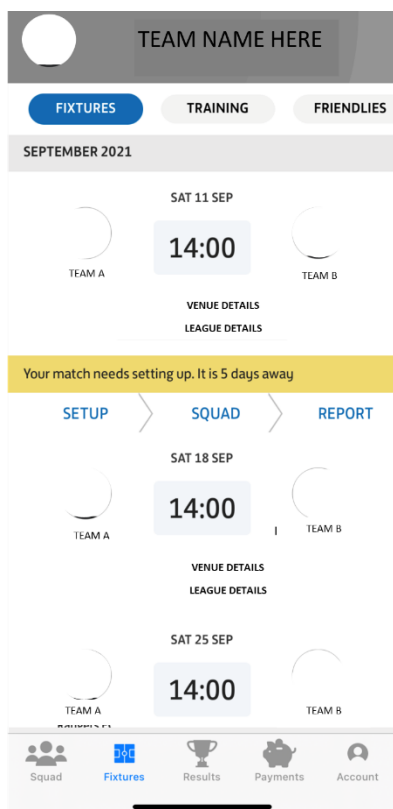 TEAM NAME HERE
FIXTURES TRAINING FRIENDLIES
SEPTEMBER 2021
SAT 11 SEP
14:00
TEAM A TEAM B
VENUE DETAILS
LEAGUE DETAILS
Your match needs setting up. It is 5 days away
SETUP SQUAD REPORT
SAT 18 SEP
14:00
TEAM A TEAM B
VENUE DETAILS
LEAGUE DETAILS
SAT 25 SEP
14:00
TEAM A TEAM B
Squad Fixtures Results Payments Account